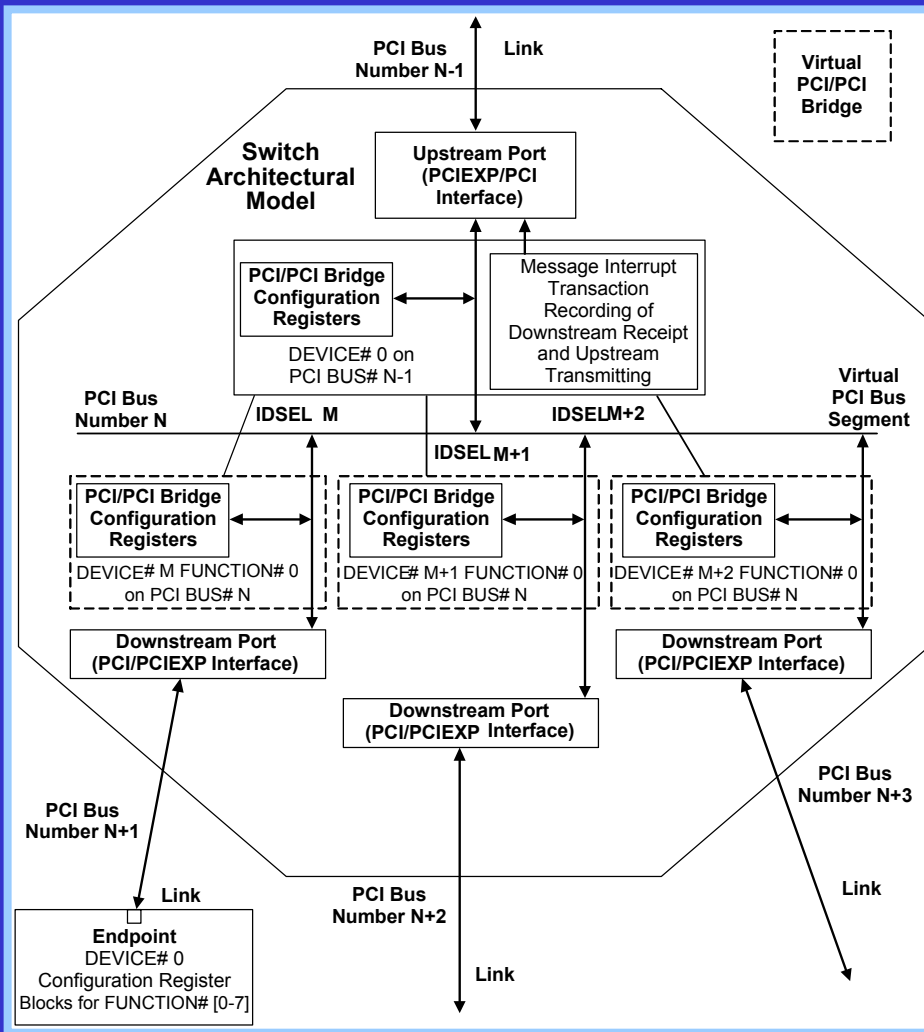 PCI Bus
Number N-1
Link
Virtual
PCI/PCI
Bridge
Switch
Architectural
Model
Upstream Port
(PCIEXP/PCI
Interface)
PCI/PCI Bridge
Configuration
Registers
DEVICE# 0 on
PCI BUS# N-1
Message Interrupt
Transaction
Recording of
Downstream Receipt
and Upstream
Transmitting
PCI Bus
Number N
IDSEL M
IDSEL M+1
IDSEL M+2
Virtual
PCI Bus
Segment
PCI/PCI Bridge
Configuration
Registers
DEVICE# M FUNCTION# 0
on PCI BUS# N
PCI/PCI Bridge
Configuration
Registers
DEVICE# M+1 FUNCTION# 0
on PCI BUS# N
PCI/PCI Bridge
Configuration
Registers
DEVICE# M+2 FUNCTION# 0
on PCI BUS# N
Downstream Port
(PCI/PCIEXP Interface)
Downstream Port
(PCI/PCIEXP Interface)
Downstream Port
(PCI/PCIEXP Interface)
PCI Bus
Number N+1
Link
PCI Bus
Number N+2
Link
PCI Bus
Number N+3
Link
Endpoint
DEVICE# 0
Configuration Register
Blocks for FUNCTION# [0-7]